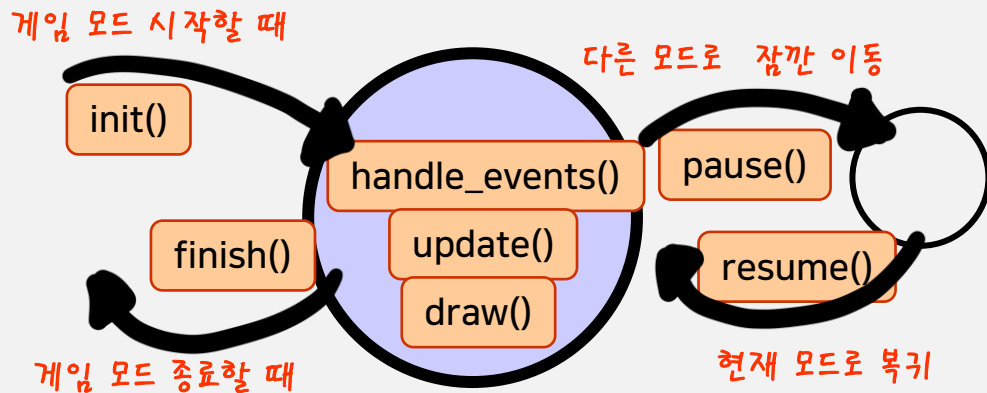 게임 모드 시작할 때
init()
다른 모드로 잠깐 이동
pause()
handle_events()
update()
draw()
finish()
resume()
게임 모드 종료할 때
현재 모드로 복귀